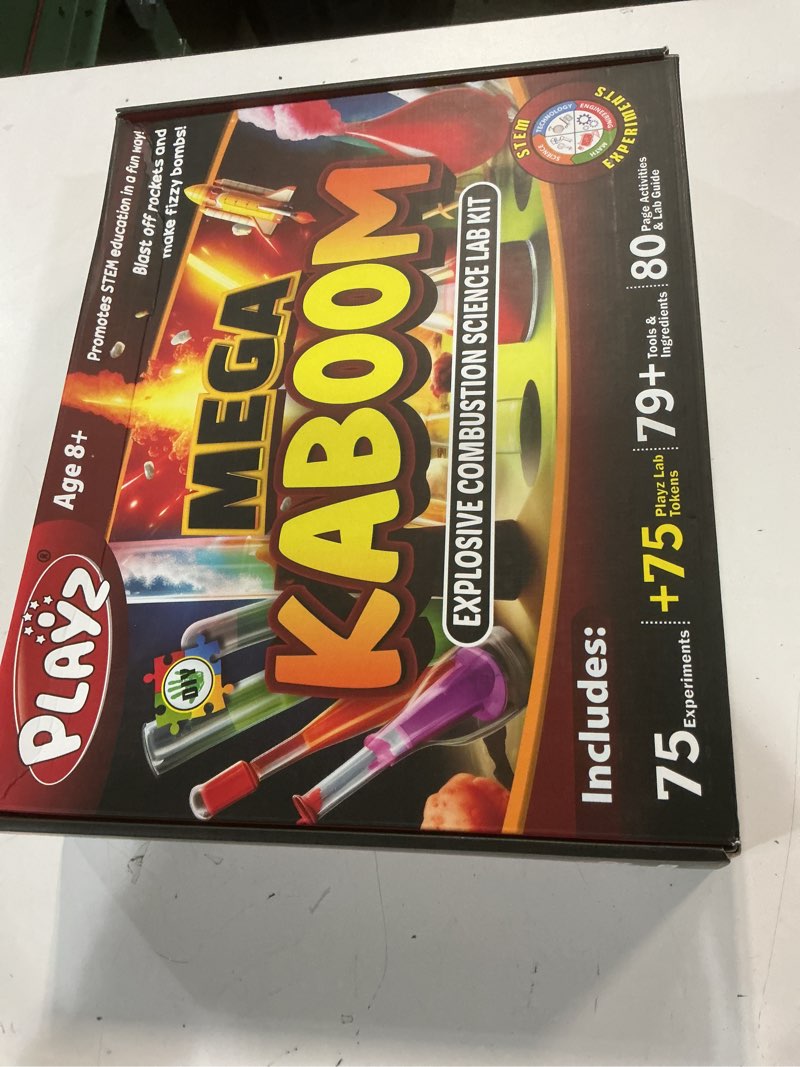 PLAYZ®
Age 8+
Promotes STEM education in a fun way!
Blast off rockets and
make fizzy bombs!
DIY
MEGA
KABOOM
EXPLOSIVE COMBUSTION SCIENCE LAB KIT
STEM
EXPERIMENTS
SCIENCE
TECHNOLOGY
ENGINEERING
MATH
Includes:
75 Experiments
+75 Playz Lab
Tokens
79+ Tools &
Ingredients
80 Page Activities
& Lab Guide